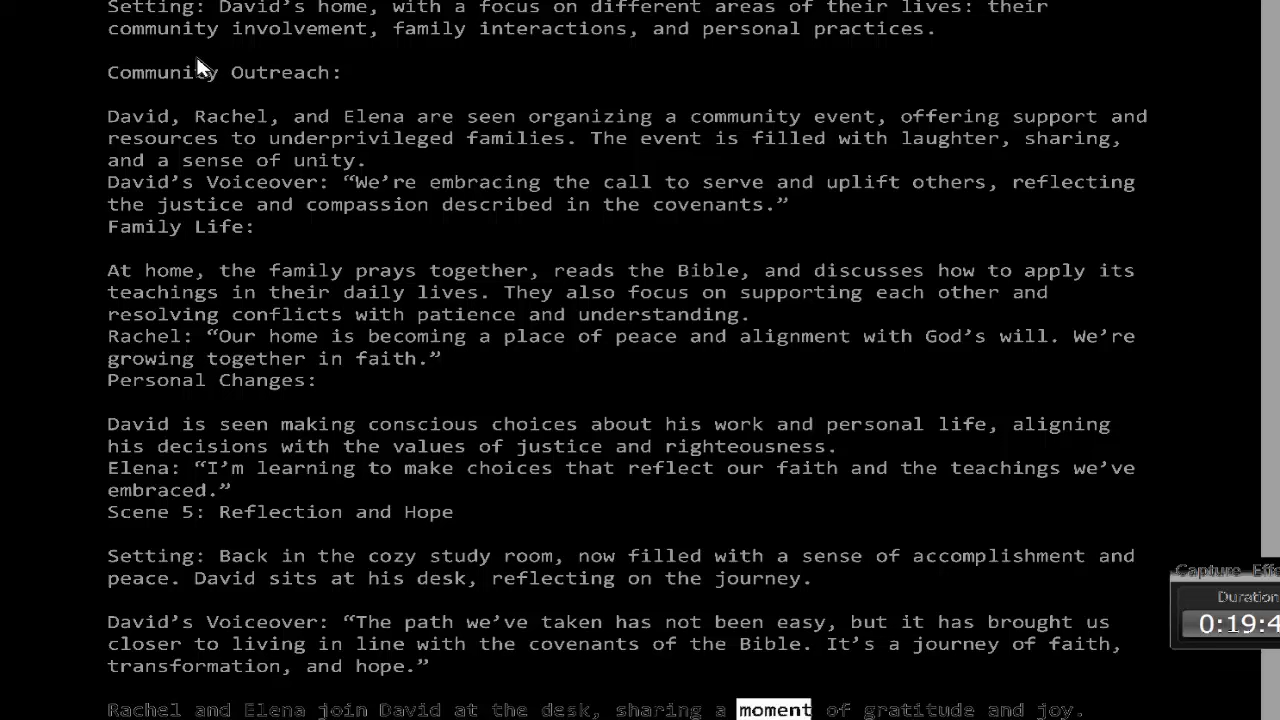 Setting: David’s home, with a focus on different areas of their lives: their
community involvement, family interactions, and personal practices.
Community Outreach:
David, Rachel, and Elena are seen organizing a community event, offering support and
resources to underprivileged families. The event is filled with laughter, sharing,
and a sense of unity.
David’s Voiceover: “We’re embracing the call to serve and uplift others, reflecting
the justice and compassion described in the covenants.”
Family Life:
At home, the family prays together, reads the Bible, and discusses how to apply its
teachings in their daily lives. They also focus on supporting each other and
resolving conflicts with patience and understanding.
Rachel: “Our home is becoming a place of peace and alignment with God’s will. We’re
growing together in faith.”
Personal Changes:
David is seen making conscious choices about his work and personal life, aligning
his decisions with the values of justice and righteousness.
Elena: “I’m learning to make choices that reflect our faith and the teachings we’ve
embraced.”
Scene 5: Reflection and Hope
Setting: Back in the cozy study room, now filled with a sense of accomplishment and
peace. David sits at his desk, reflecting on the journey.
David’s Voiceover: “The path we’ve taken has not been easy, but it has brought us
closer to living in line with the covenants of the Bible. It’s a journey of faith,
transformation, and hope.”
Rachel and Elena join David at the desk, sharing a moment of gratitude and joy.
Capture Effe
Duration
0:19:4